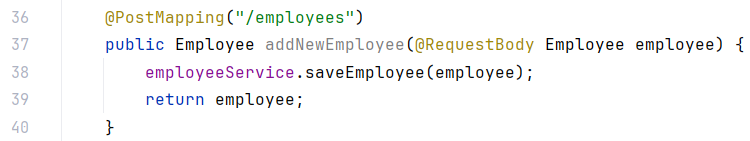 36 @PostMapping("/employees")
37 public Employee addNewEmployee(@RequestBody Employee employee) {
38 employeeService.saveEmployee(employee);
39 return employee;
40 }